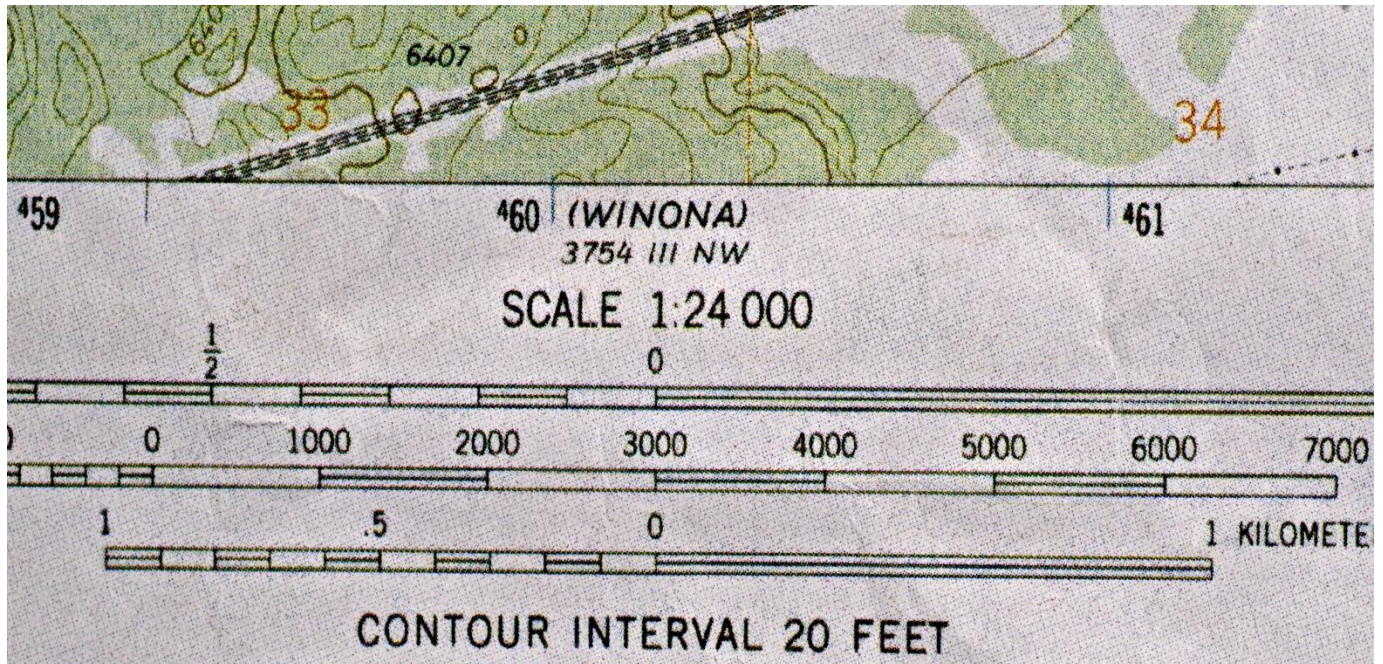 6407
33
34
⁴59 ⁴60 (WINONA) ⁴61
3754 III NW
SCALE 1:24 000
1/2 0
0 1000 2000 3000 4000 5000 6000 7000
1 .5 0 1 KILOMETE
CONTOUR INTERVAL 20 FEET